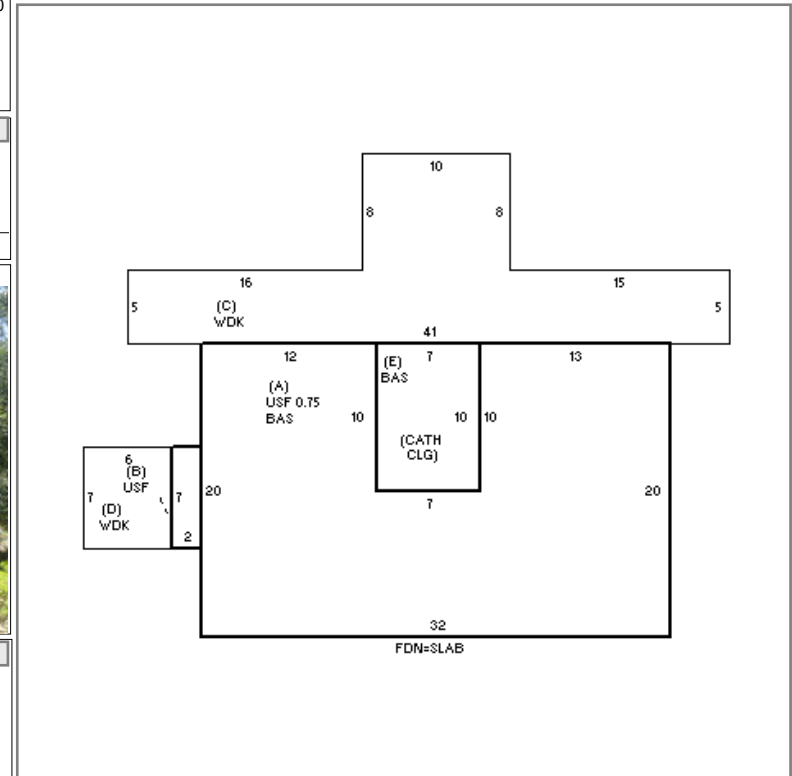 10
8 8
16 15
5 (C) 5
WDK
41
12 (E) 7 13
BAS
(A)
USF 0.75
BAS
10 10 10
(CATH
CLG)
6
(B)
USF
7 7 20 20
(D)
WDK
7
2
32
FDN=SLAB